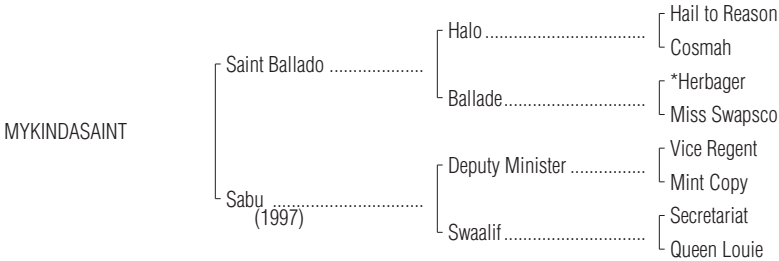 Hail to Reason
Halo ..................................
Cosmah
Saint Ballado ....................
*Herbager
Ballade..............................
Miss Swapsco
MYKINDASAINT
Vice Regent
Deputy Minister ................
Mint Copy
Sabu ................................
(1997)
Secretariat
Swaalif..............................
Queen Louie